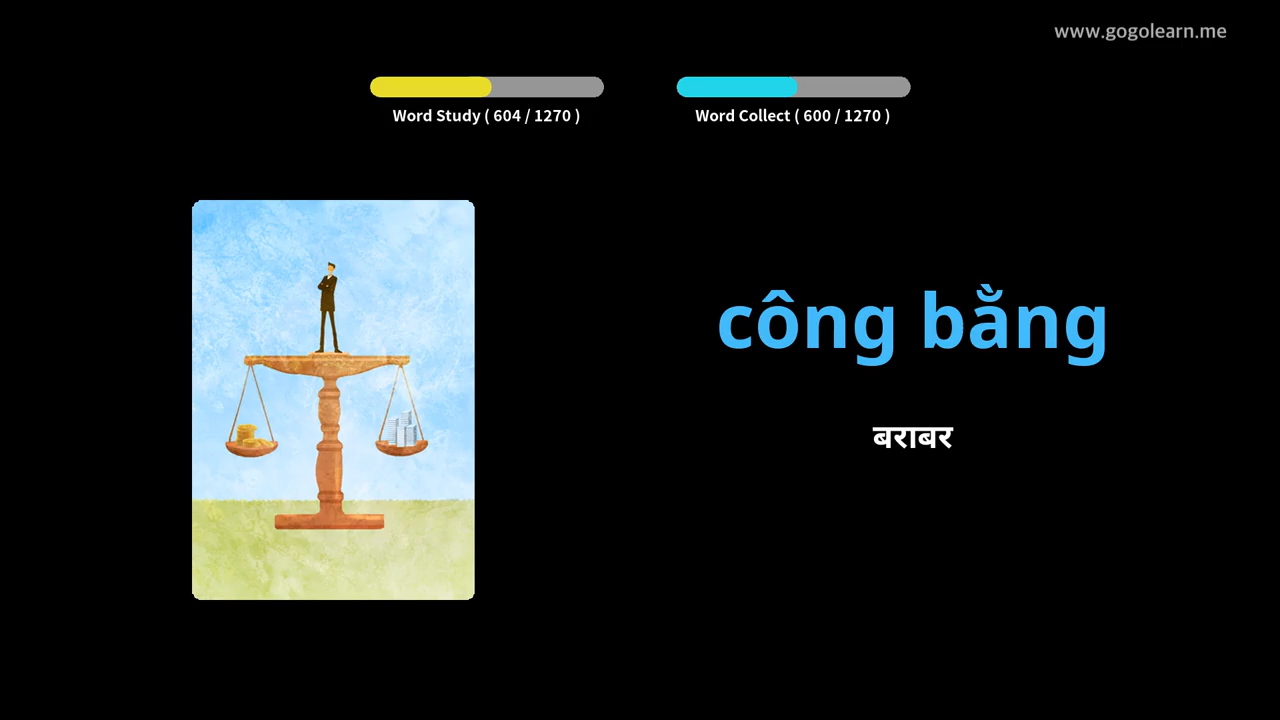 www.gogolearn.me
Word Study ( 604 / 1270 )
Word Collect ( 600 / 1270 )
công bằng
बराबर